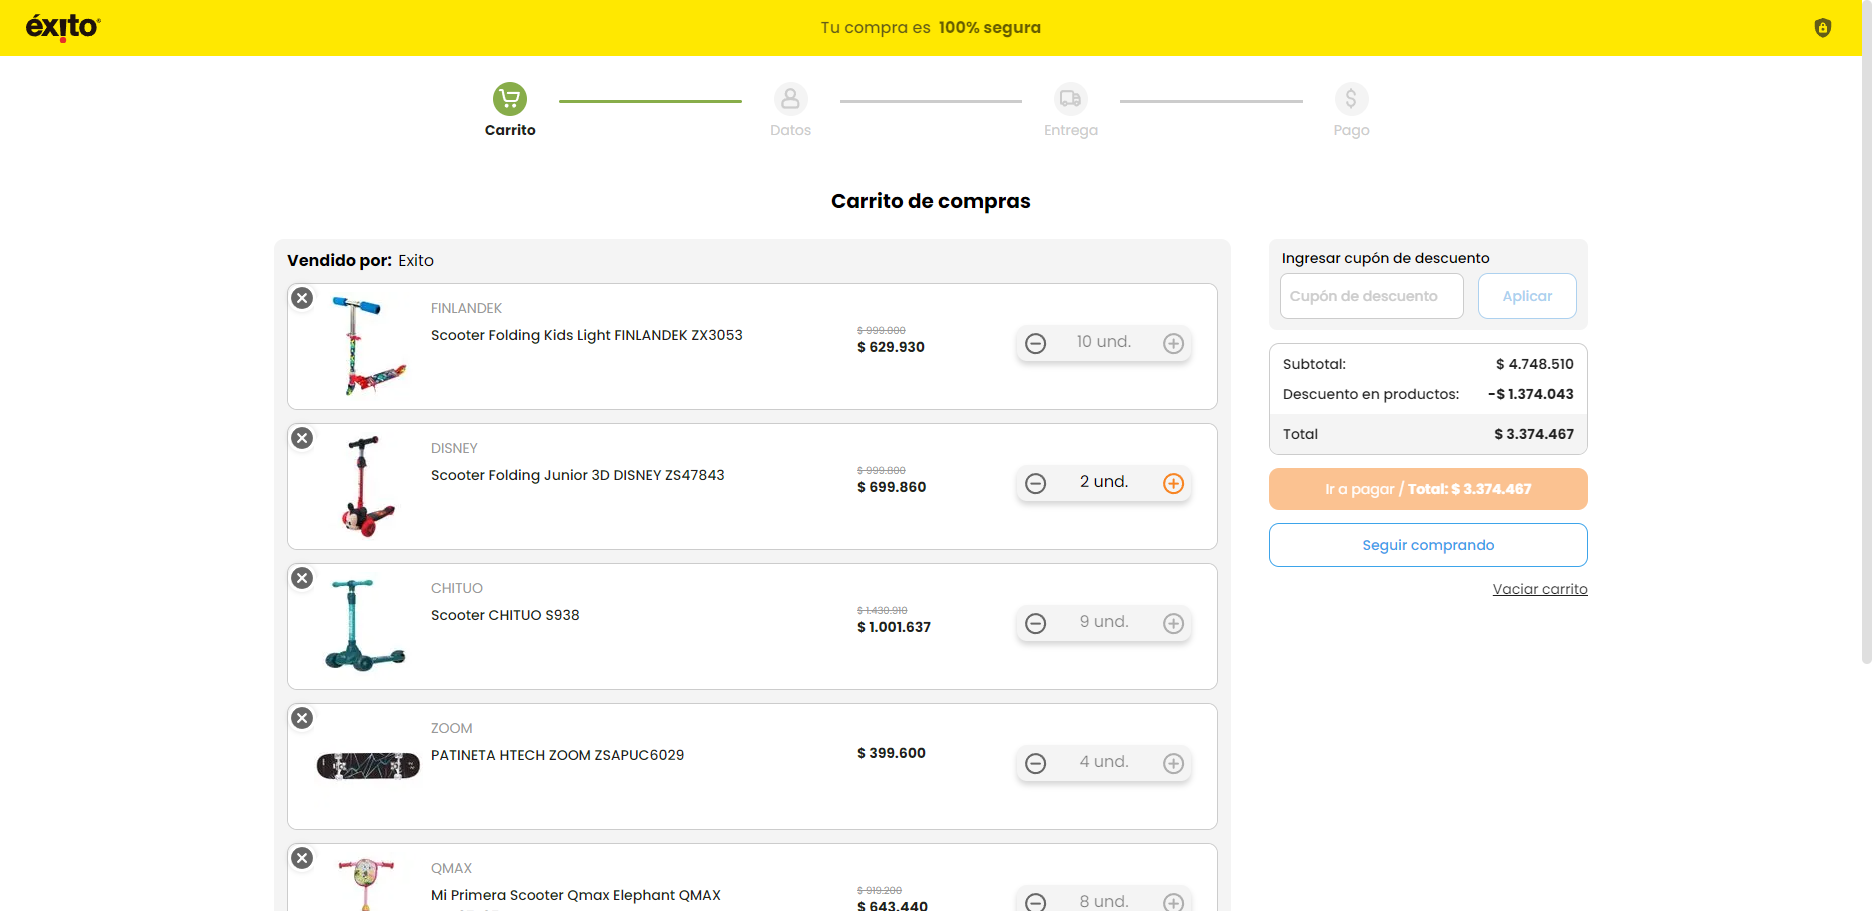 éxito
Tu compra es 100% segura
Carrito
Datos
Entrega
Pago
Carrito de compras
Vendido por: Exito
FINLANDEK
Scooter Folding Kids Light FINLANDEK ZX3053
$ 999.000
$ 629.930
10 und.
DISNEY
Scooter Folding Junior 3D DISNEY ZS47843
$ 999.800
$ 699.860
2 und.
CHITUO
Scooter CHITUO S938
$ 1.430.910
$ 1.001.637
9 und.
ZOOM
PATINETA HTECH ZOOM ZSAPUC6029
$ 399.600
4 und.
QMAX
Mi Primera Scooter Qmax Elephant QMAX
$ 919.200
$ 643.440
8 und.
Ingresar cupón de descuento
Cupón de descuento
Aplicar
Subtotal: $ 4.748.510
Descuento en productos: -$ 1.374.043
Total $ 3.374.467
Ir a pagar / Total: $ 3.374.467
Seguir comprando
Vaciar carrito